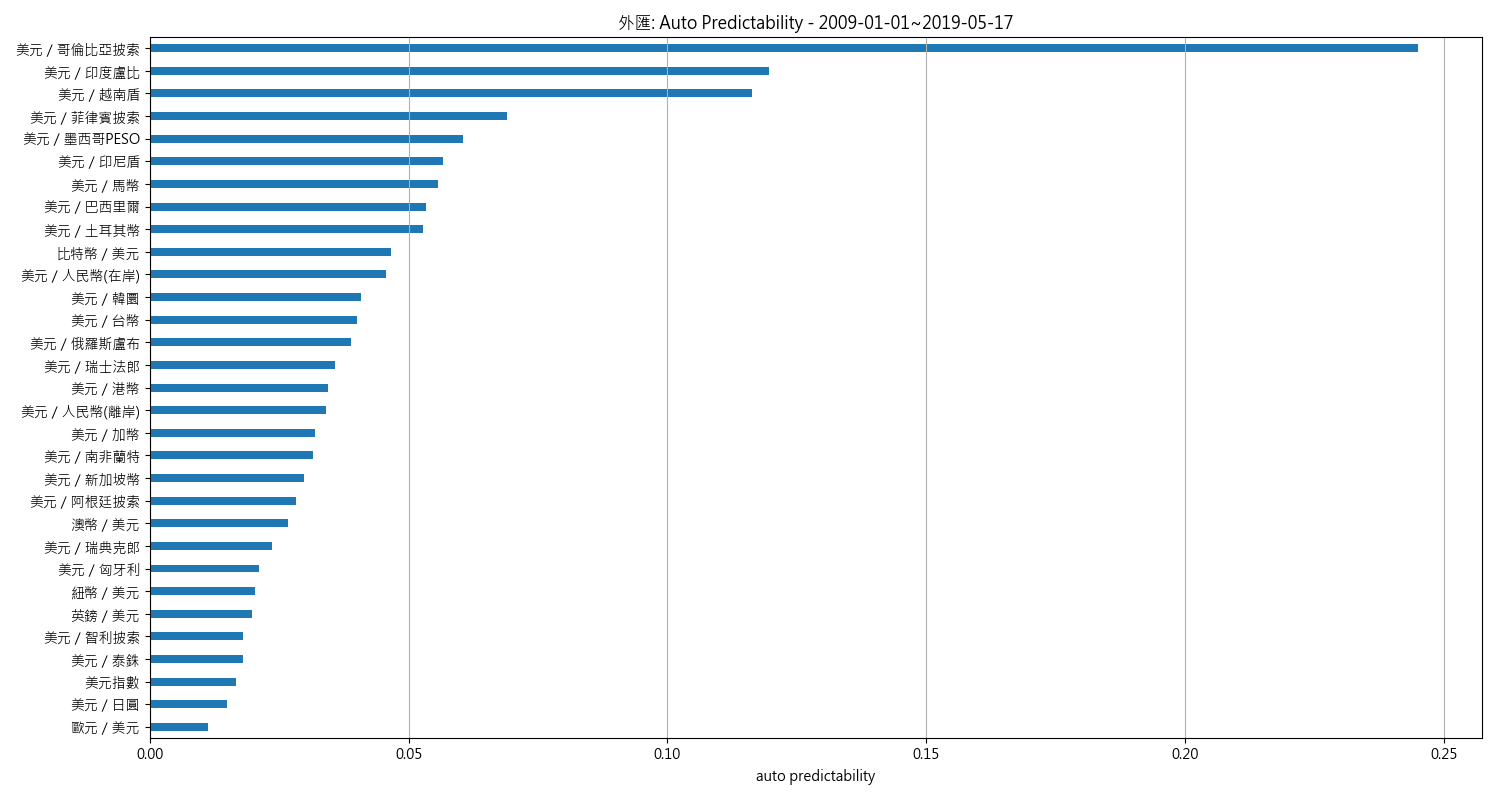 外匯: Auto Predictability - 2009-01-01~2019-05-17
美元 / 哥倫比亞披索
美元 / 印度盧比
美元 / 越南盾
美元 / 菲律賓披索
美元 / 墨西哥PESO
美元 / 印尼盾
美元 / 馬幣
美元 / 巴西里爾
美元 / 土耳其幣
比特幣 / 美元
美元 / 人民幣(在岸)
美元 / 韓圜
美元 / 台幣
美元 / 俄羅斯盧布
美元 / 瑞士法郎
美元 / 港幣
美元 / 人民幣(離岸)
美元 / 加幣
美元 / 南非蘭特
美元 / 新加坡幣
美元 / 阿根廷披索
澳幣 / 美元
美元 / 瑞典克郎
美元 / 匈牙利
紐幣 / 美元
英鎊 / 美元
美元 / 智利披索
美元 / 泰銖
美元指數
美元 / 日圓
歐元 / 美元
0.00 0.05 0.10 0.15 0.20 0.25
auto predictability